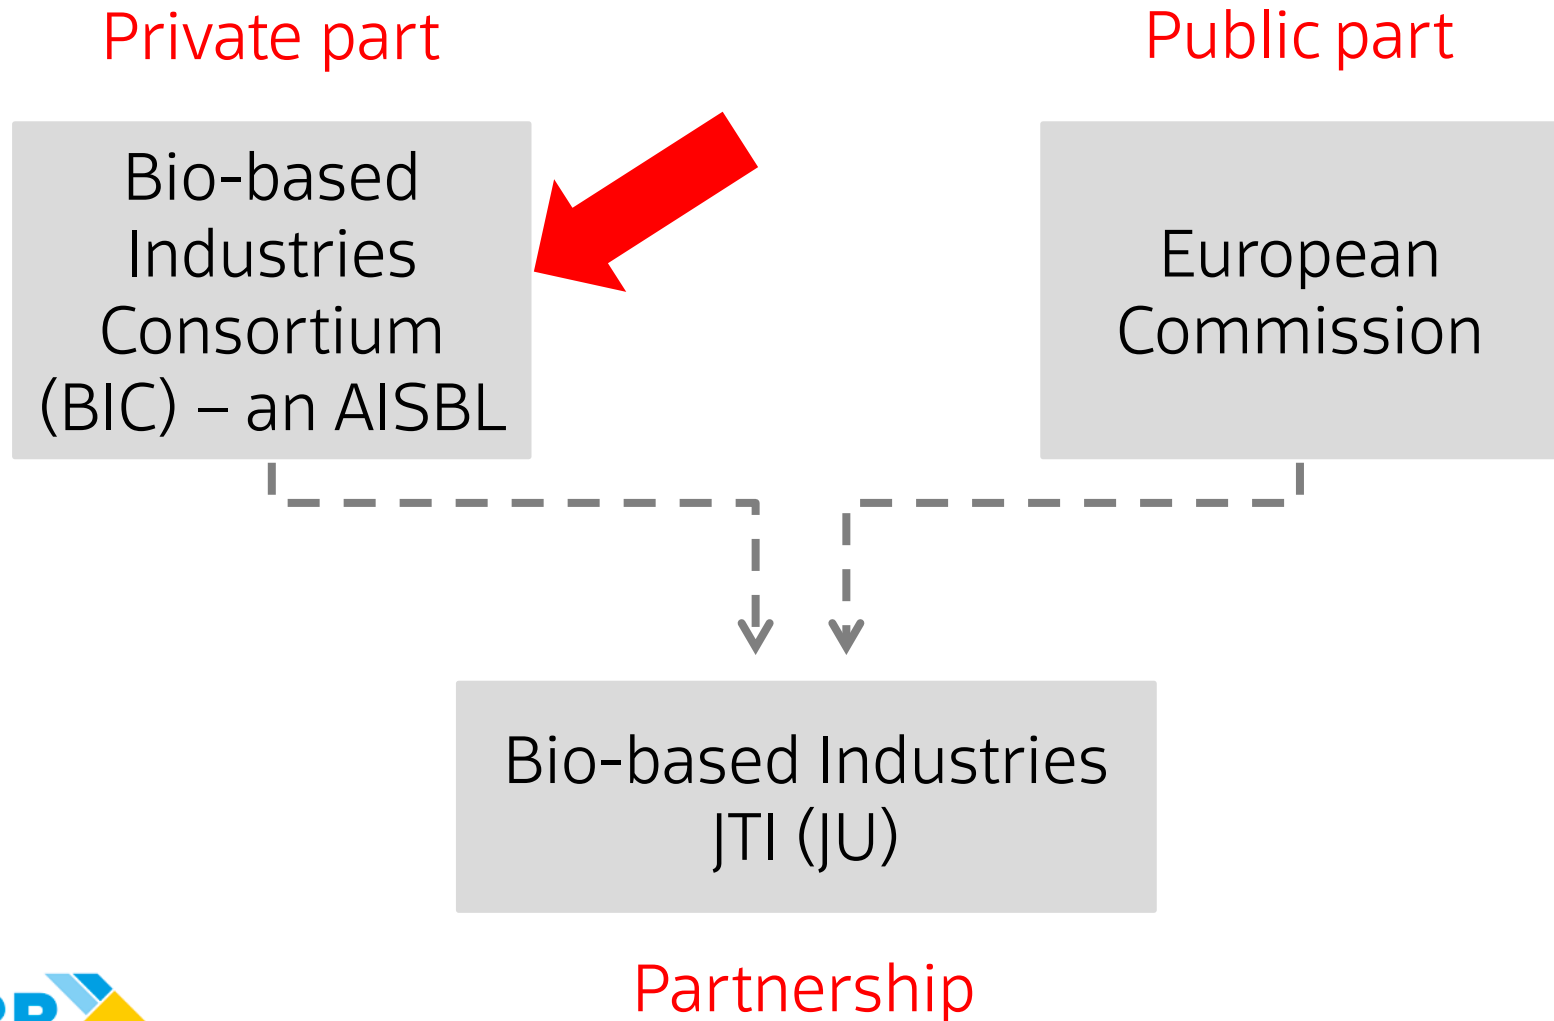 Private part
Public part
Bio-based
Industries
Consortium
(BIC) – an AISBL
European
Commission
Bio-based Industries
JTI (JU)
Partnership